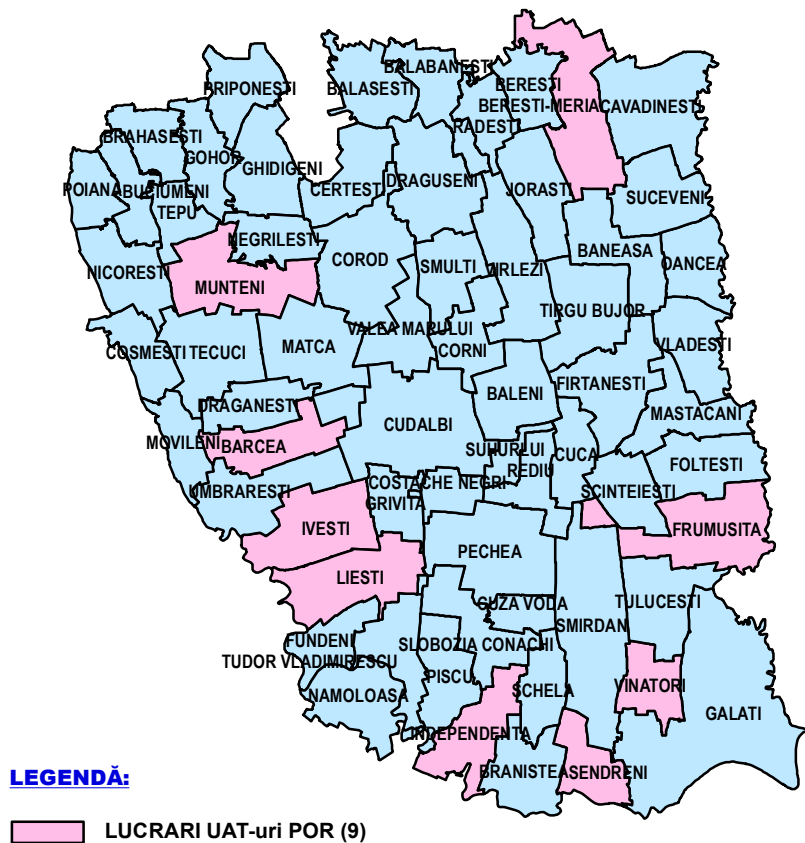 BALABANESTI
BERESTI
PRIPONESTI
BALASESTI
BERESTI-MERIA
CAVADINESTI
RADESTI
BRAHASESTI
GOHOR
GHIDIGENI
DRAGUSENI
POIANA
BUCIUMENI
CERTESTI
JORASTI
SUCEVENI
TEPU
NEGRILESTI
BANEASA
COROD
OANCEA
NICORESTI
SMULTI
ZIRLEZI
MUNTENI
TIRGU BUJOR
VALEA MARULUI
VLADESTI
COSMESTI
TECUCI
MATCA
CORNI
FIRTANESTI
BALENI
DRAGANESTI
MASTACANI
CUDALBI
MOVILENI
BARCEA
SUHURLUI
CUCA
REDIU
FOLTESTI
COSTACHE NEGRI
SCINTEIESTI
UMBRARESTI
GRIVITA
IVESTI
FRUMUSITA
PECHEA
LIESTI
CUZA VODA
TULUCESTI
SMIRDAN
FUNDENI
SLOBOZIA CONACHI
TUDOR VLADIMIRESCU
PISCU
VINATORI
NAMOLOASA
SCHELA
GALATI
INDEPENDENTA
BRANISTEA
SENDRENI
LEGENDĂ:
LUCRARI UAT-uri POR (9)